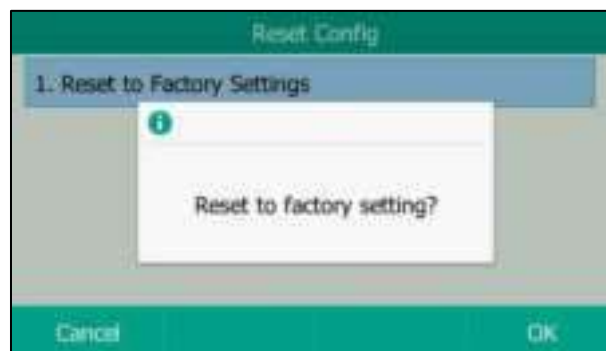 Reset Config
1. Reset to Factory Settings
Reset to factory setting?
Cancel
OK